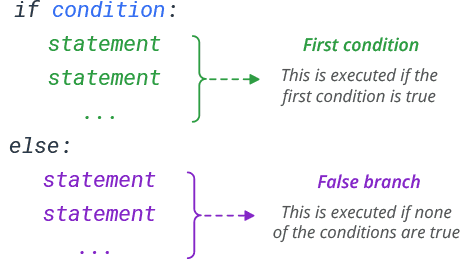 if condition:
statement
First condition
statement
This is executed if the
first condition is true
...
else:
statement
False branch
statement
This is executed if none
of the conditions are true
...